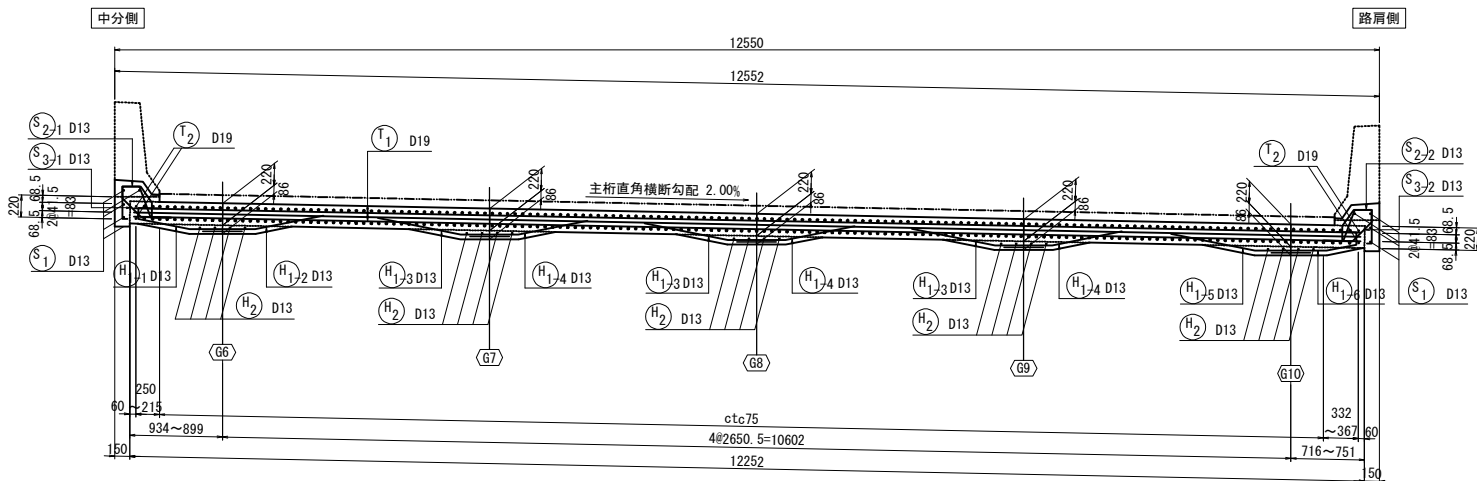 中分側
路肩側
12550
12552
S2-1 D13
S3-1 D13
T2 D19
T1 D19
T2 D19
S2-2 D13
S3-2 D13
主桁直角横断勾配 2.00%
220
86
220
86
220
86
220
86
220
86
220
68.5
2@41.5
=83
68.5
68.5
2@41.5
=83
68.5
220
S1 D13
S1 D13
H1-1 D13
H1-2 D13
H1-3 D13
H1-4 D13
H1-3 D13
H1-4 D13
H1-3 D13
H1-4 D13
H1-5 D13
H1-6 D13
H2 D13
H2 D13
H2 D13
H2 D13
H2 D13
G6
G7
G8
G9
G10
250
60 ~215
ctc75
332
~367 60
934~899
4@2650.5=10602
716~751
150
12252
150